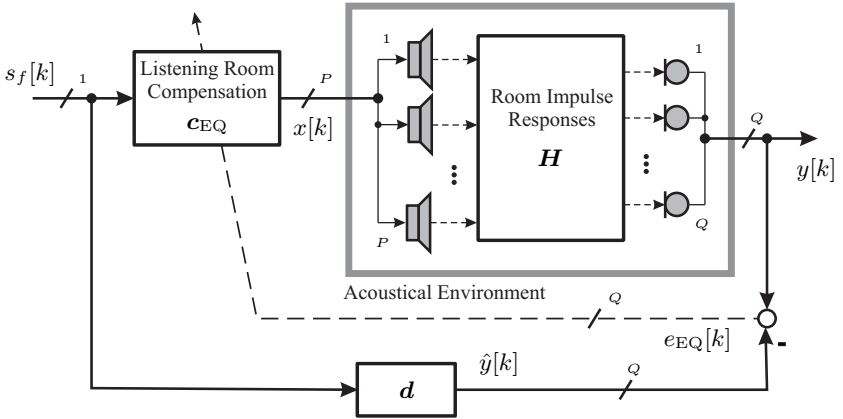 s_f[k]
1
Listening Room
Compensation
c_EQ
P
x[k]
1
P
Room Impulse
Responses
H
1
Q
Q
y[k]
Acoustical Environment
Q
e_EQ[k]
-
d
ŷ[k]
Q